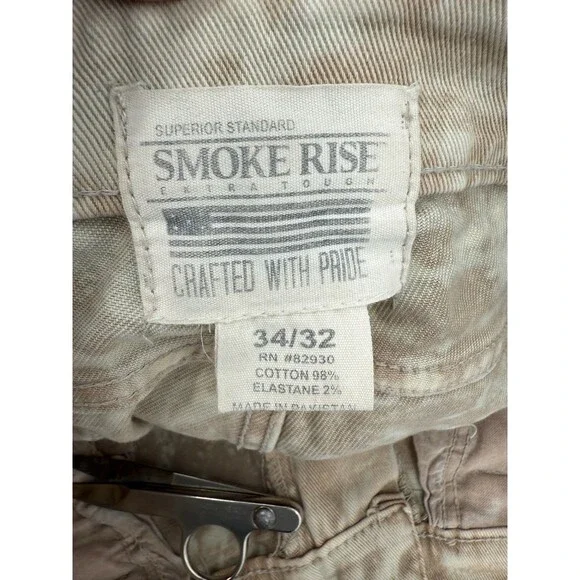 SUPERIOR STANDARD
SMOKE RISE™
EXTRA TOUGH
CRAFTED WITH PRIDE
34/32
RN #82930
COTTON 98%
ELASTANE 2%
MADE IN PAKISTAN